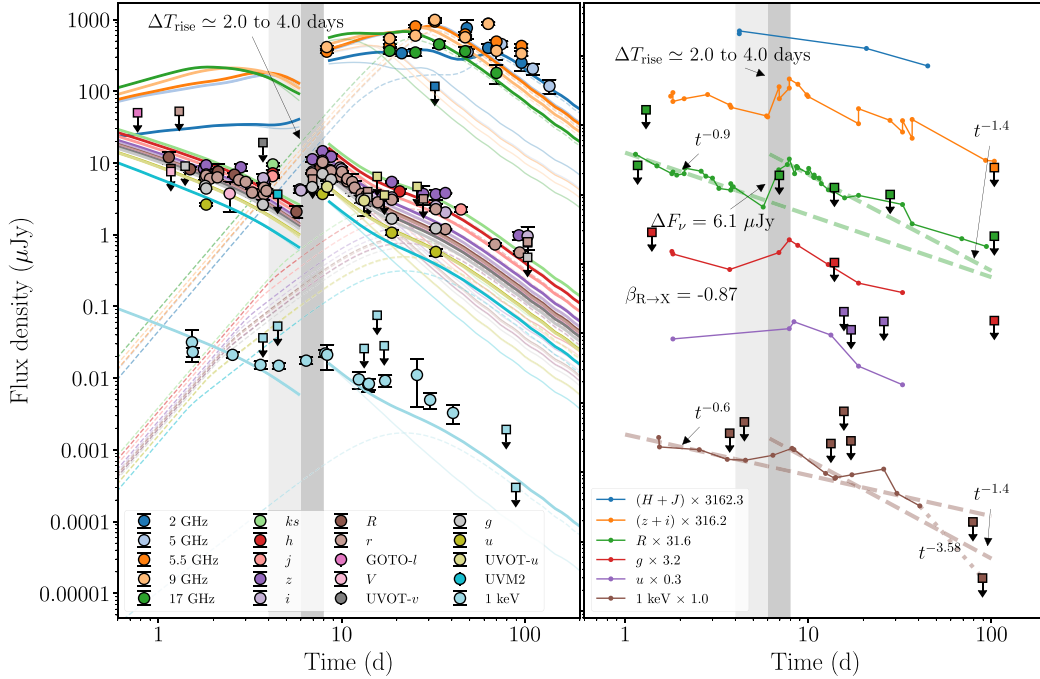 ΔT_rise ≃ 2.0 to 4.0 days
1000
100
10
1
0.1
0.01
0.001
0.0001
0.00001
Flux density (μJy)
2 GHz
5 GHz
5.5 GHz
9 GHz
17 GHz
ks
h
j
z
i
R
r
GOTO-l
V
UVOT-v
g
u
UVOT-u
UVM2
1 keV
1
10
100
Time (d)
ΔT_rise ≃ 2.0 to 4.0 days
t^−0.9
t^−1.4
ΔF_ν = 6.1 μJy
β_R→X = -0.87
t^−0.6
t^−1.4
t^−3.58
(H + J) × 3162.3
(z + i) × 316.2
R × 31.6
g × 3.2
u × 0.3
1 keV × 1.0
1
10
100
Time (d)